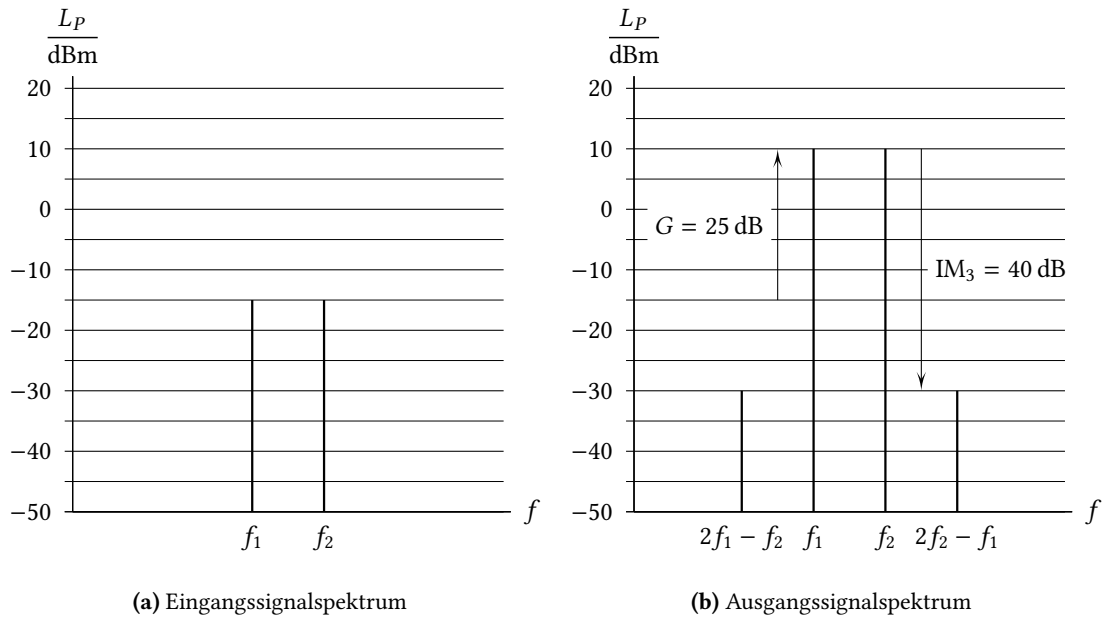 L_P
dBm
20
10
0
−10
−20
−30
−40
−50
f₁
f₂
f
(a) Eingangssignalspektrum
L_P
dBm
20
10
0
−10
−20
−30
−40
−50
G = 25 dB
IM₃ = 40 dB
2f₁ − f₂
f₁
f₂
2f₂ − f₁
f
(b) Ausgangssignalspektrum